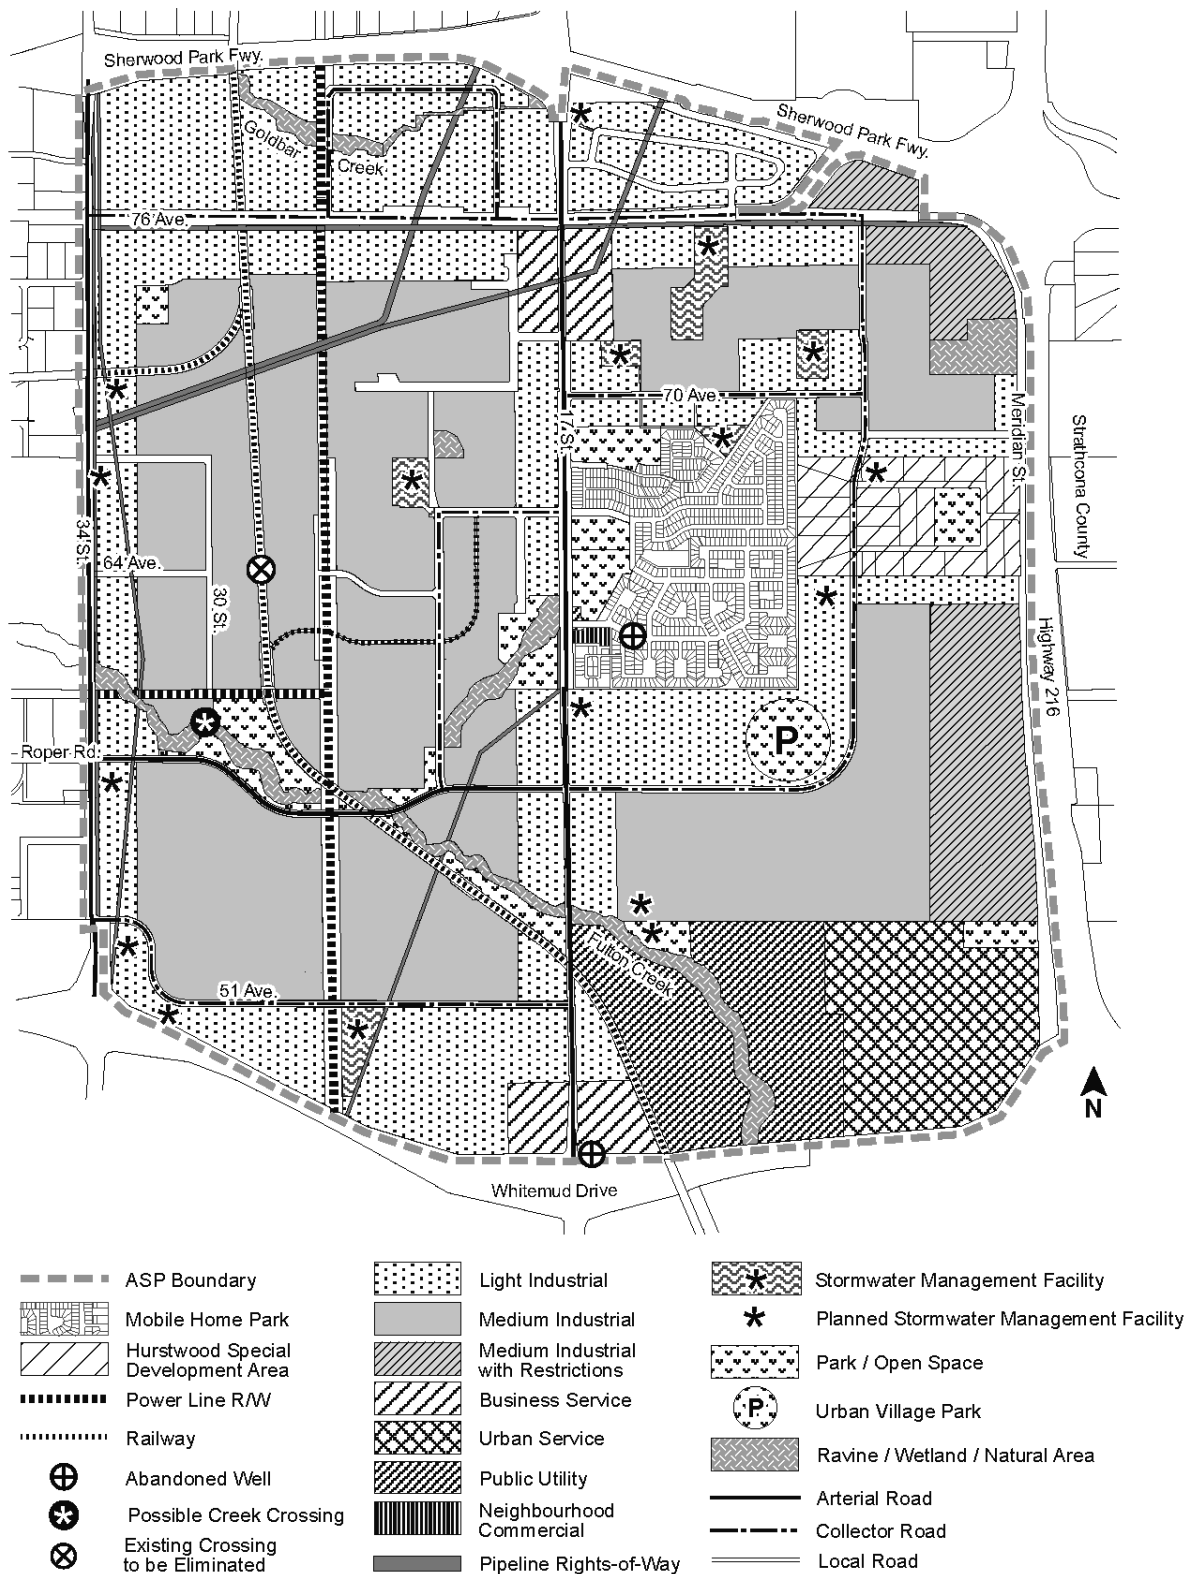 Sherwood Park Fwy.
Sherwood Park Fwy.
Goldbar
Creek
76 Ave.
70 Ave.
17 St.
Meridian St.
Strathcona County
34 St.
64 Ave.
30 St.
Highway 216
P
Roper Rd.
Fulton Creek
51 Ave.
N
Whitemud Drive
ASP Boundary
Mobile Home Park
Hurstwood Special
Development Area
Power Line R/W
Railway
Abandoned Well
Possible Creek Crossing
Existing Crossing
to be Eliminated
Light Industrial
Medium Industrial
Medium Industrial
with Restrictions
Business Service
Urban Service
Public Utility
Neighbourhood
Commercial
Pipeline Rights-of-Way
Stormwater Management Facility
Planned Stormwater Management Facility
Park / Open Space
P
Urban Village Park
Ravine / Wetland / Natural Area
Arterial Road
Collector Road
Local Road